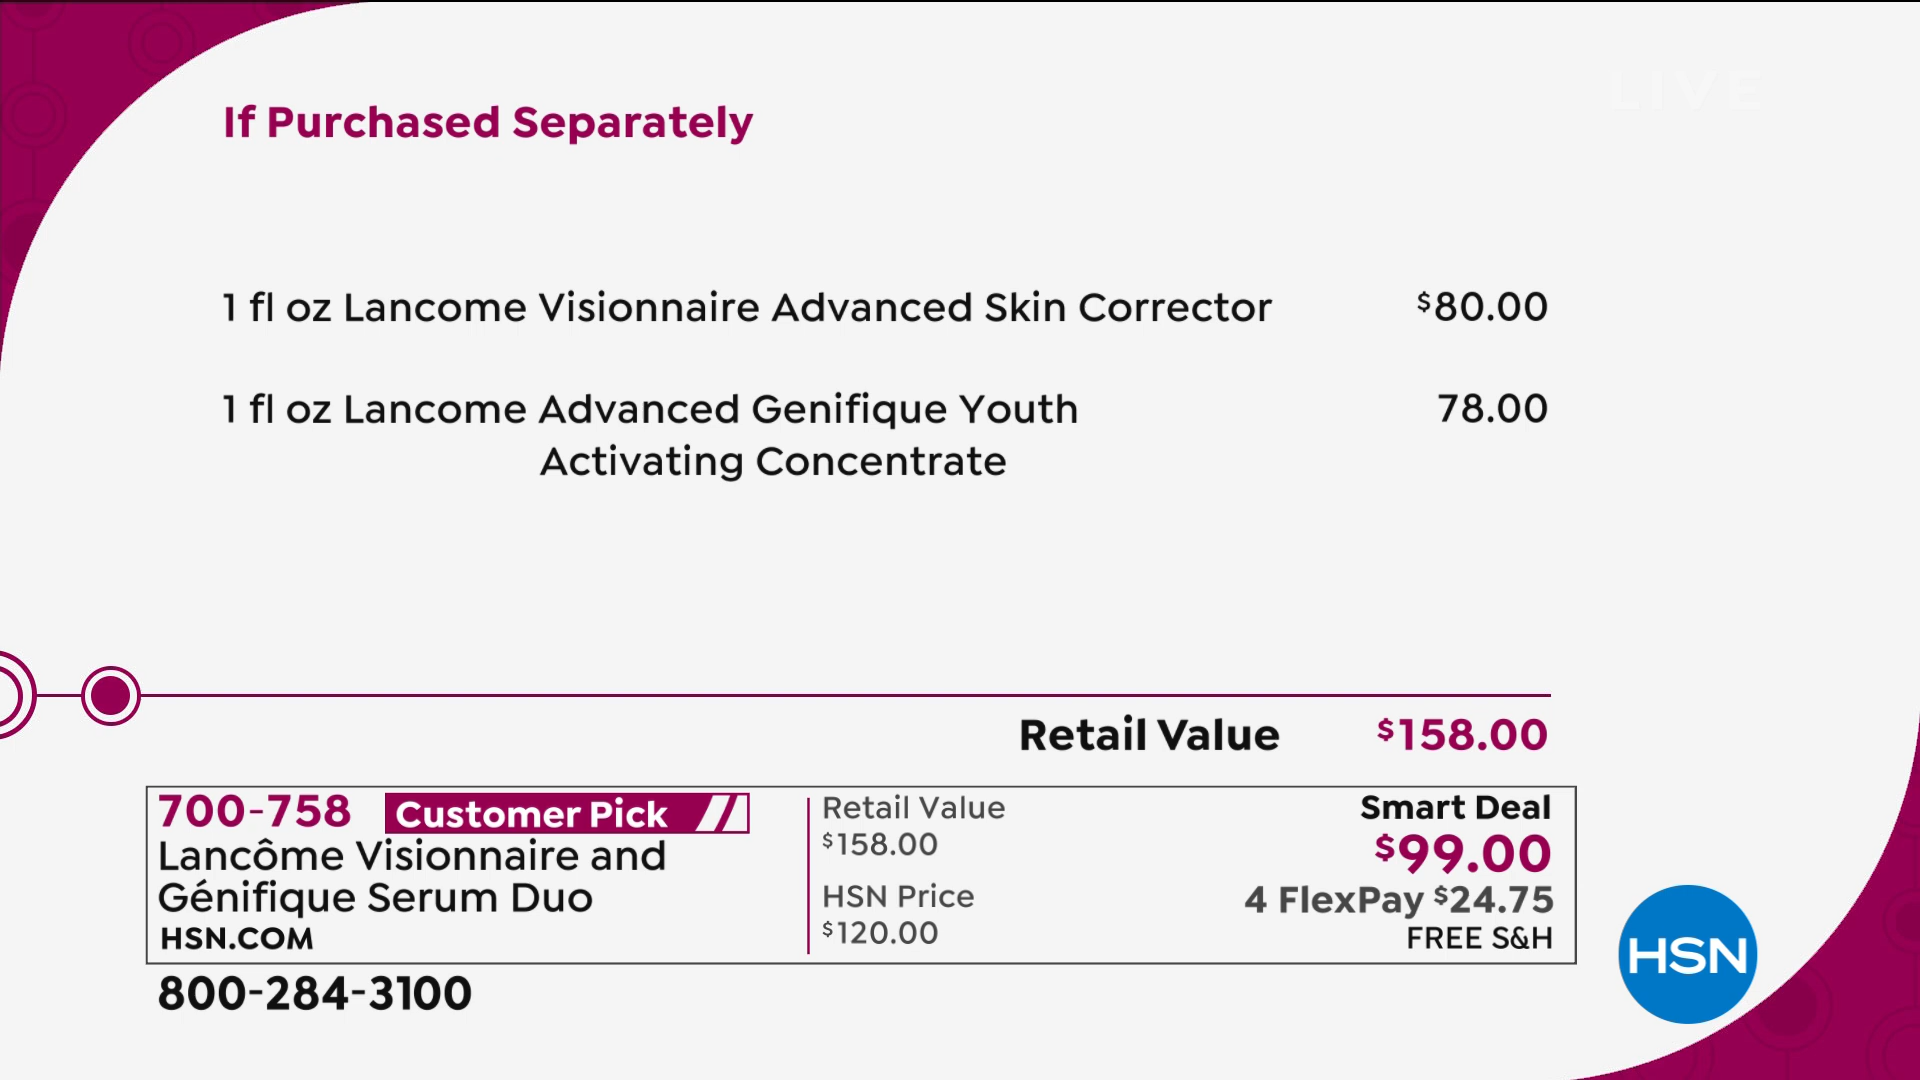 LIVE
If Purchased Separately
1 fl oz Lancome Visionnaire Advanced Skin Corrector $80.00
1 fl oz Lancome Advanced Genifique Youth 78.00
Activating Concentrate
Retail Value $158.00
700-758 Customer Pick
Lancôme Visionnaire and
Génifique Serum Duo
HSN.COM
Retail Value
$158.00
HSN Price
$120.00
Smart Deal
$99.00
4 FlexPay $24.75
FREE S&H
HSN
800-284-3100